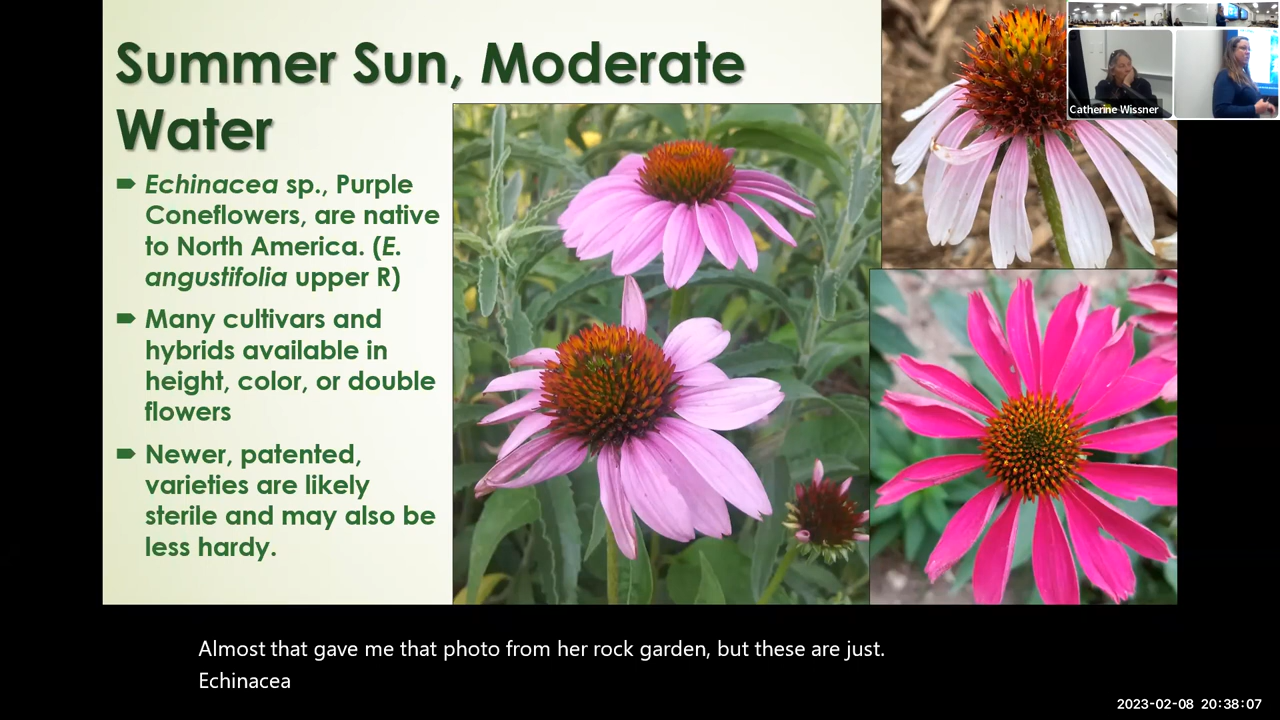 Summer Sun, Moderate
Water
Echinacea sp., Purple
Coneflowers, are native
to North America. (E.
angustifolia upper R)
Many cultivars and
hybrids available in
height, color, or double
flowers
Newer, patented,
varieties are likely
sterile and may also be
less hardy.
Catherine Wissner
Almost that gave me that photo from her rock garden, but these are just.
Echinacea
2023-02-08 20:38:07